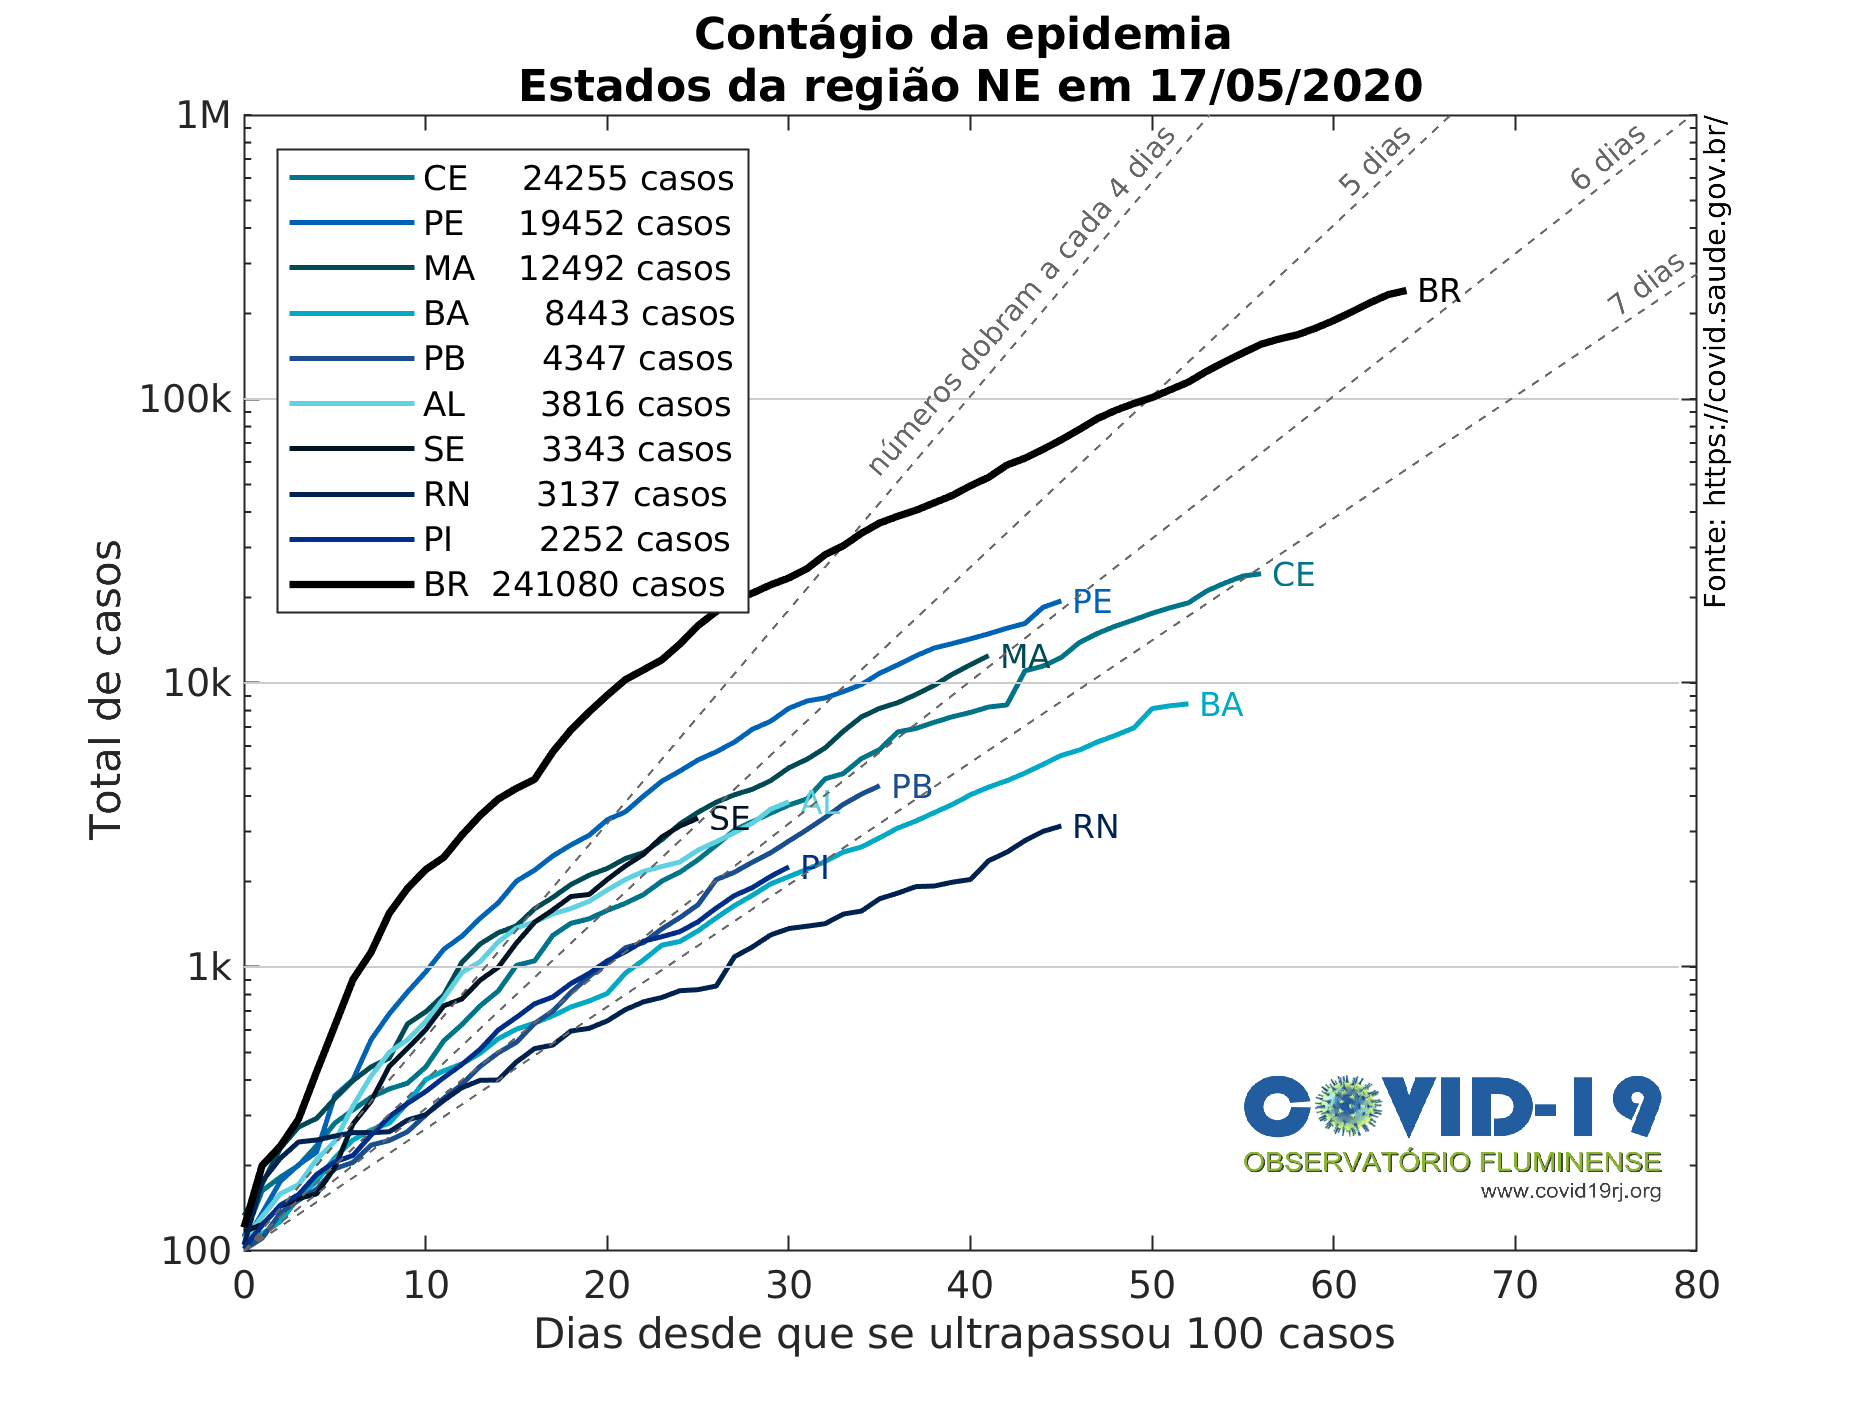 Contágio da epidemia
Estados da região NE em 17/05/2020
1M
100k
10k
1k
100
Total de casos
CE 24255 casos
PE 19452 casos
MA 12492 casos
BA 8443 casos
PB 4347 casos
AL 3816 casos
SE 3343 casos
RN 3137 casos
PI 2252 casos
BR 241080 casos
números dobram a cada 4 dias
5 dias
6 dias
7 dias
BR
CE
PE
MA
BA
PB
AL
SE
RN
PI
Fonte: https://covid.saude.gov.br/
COVID-19
OBSERVATÓRIO FLUMINENSE
www.covid19rj.org
0 10 20 30 40 50 60 70 80
Dias desde que se ultrapassou 100 casos